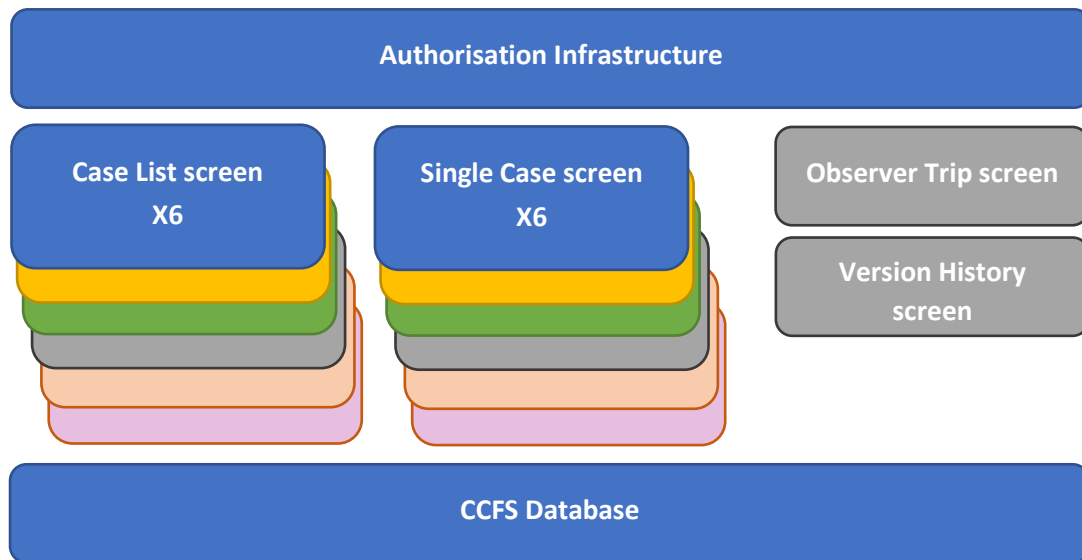 Authorisation Infrastructure
Case List screen
X6
Single Case screen
X6
Observer Trip screen
Version History
screen
CCFS Database